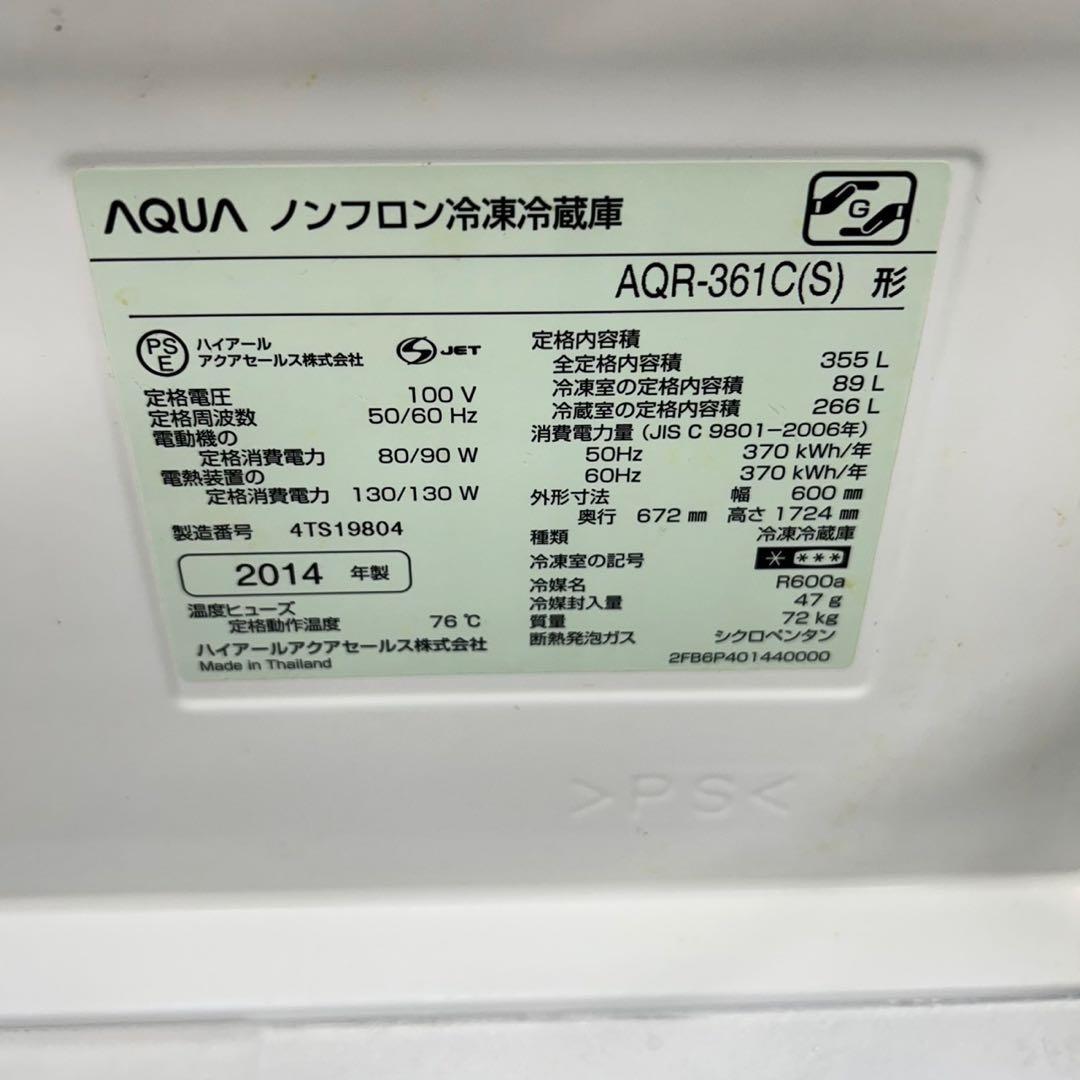 AQUA ノンフロン冷凍冷蔵庫
G
AQR-361C(S) 形
PSE ハイアール
アクアセールス株式会社
S JET
定格電圧 100 V
定格周波数 50/60 Hz
電動機の
定格消費電力 80/90 W
電熱装置の
定格消費電力 130/130 W
製造番号 4TS19804
2014 年製
温度ヒューズ
定格動作温度 76 ℃
ハイアールアクアセールス株式会社
Made in Thailand
定格内容積
全定格内容積 355 L
冷凍室の定格内容積 89 L
冷蔵室の定格内容積 266 L
消費電力量 (JIS C 9801−2006年)
50Hz 370 kWh/年
60Hz 370 kWh/年
外形寸法 幅 600 ㎜
奥行 672 ㎜ 高さ 1724 ㎜
種類 冷凍冷蔵庫
冷凍室の記号 * ***
冷媒名 R600a
冷媒封入量 47 g
質量 72 kg
断熱発泡ガス シクロペンタン
2FB6P401440000
>PS<